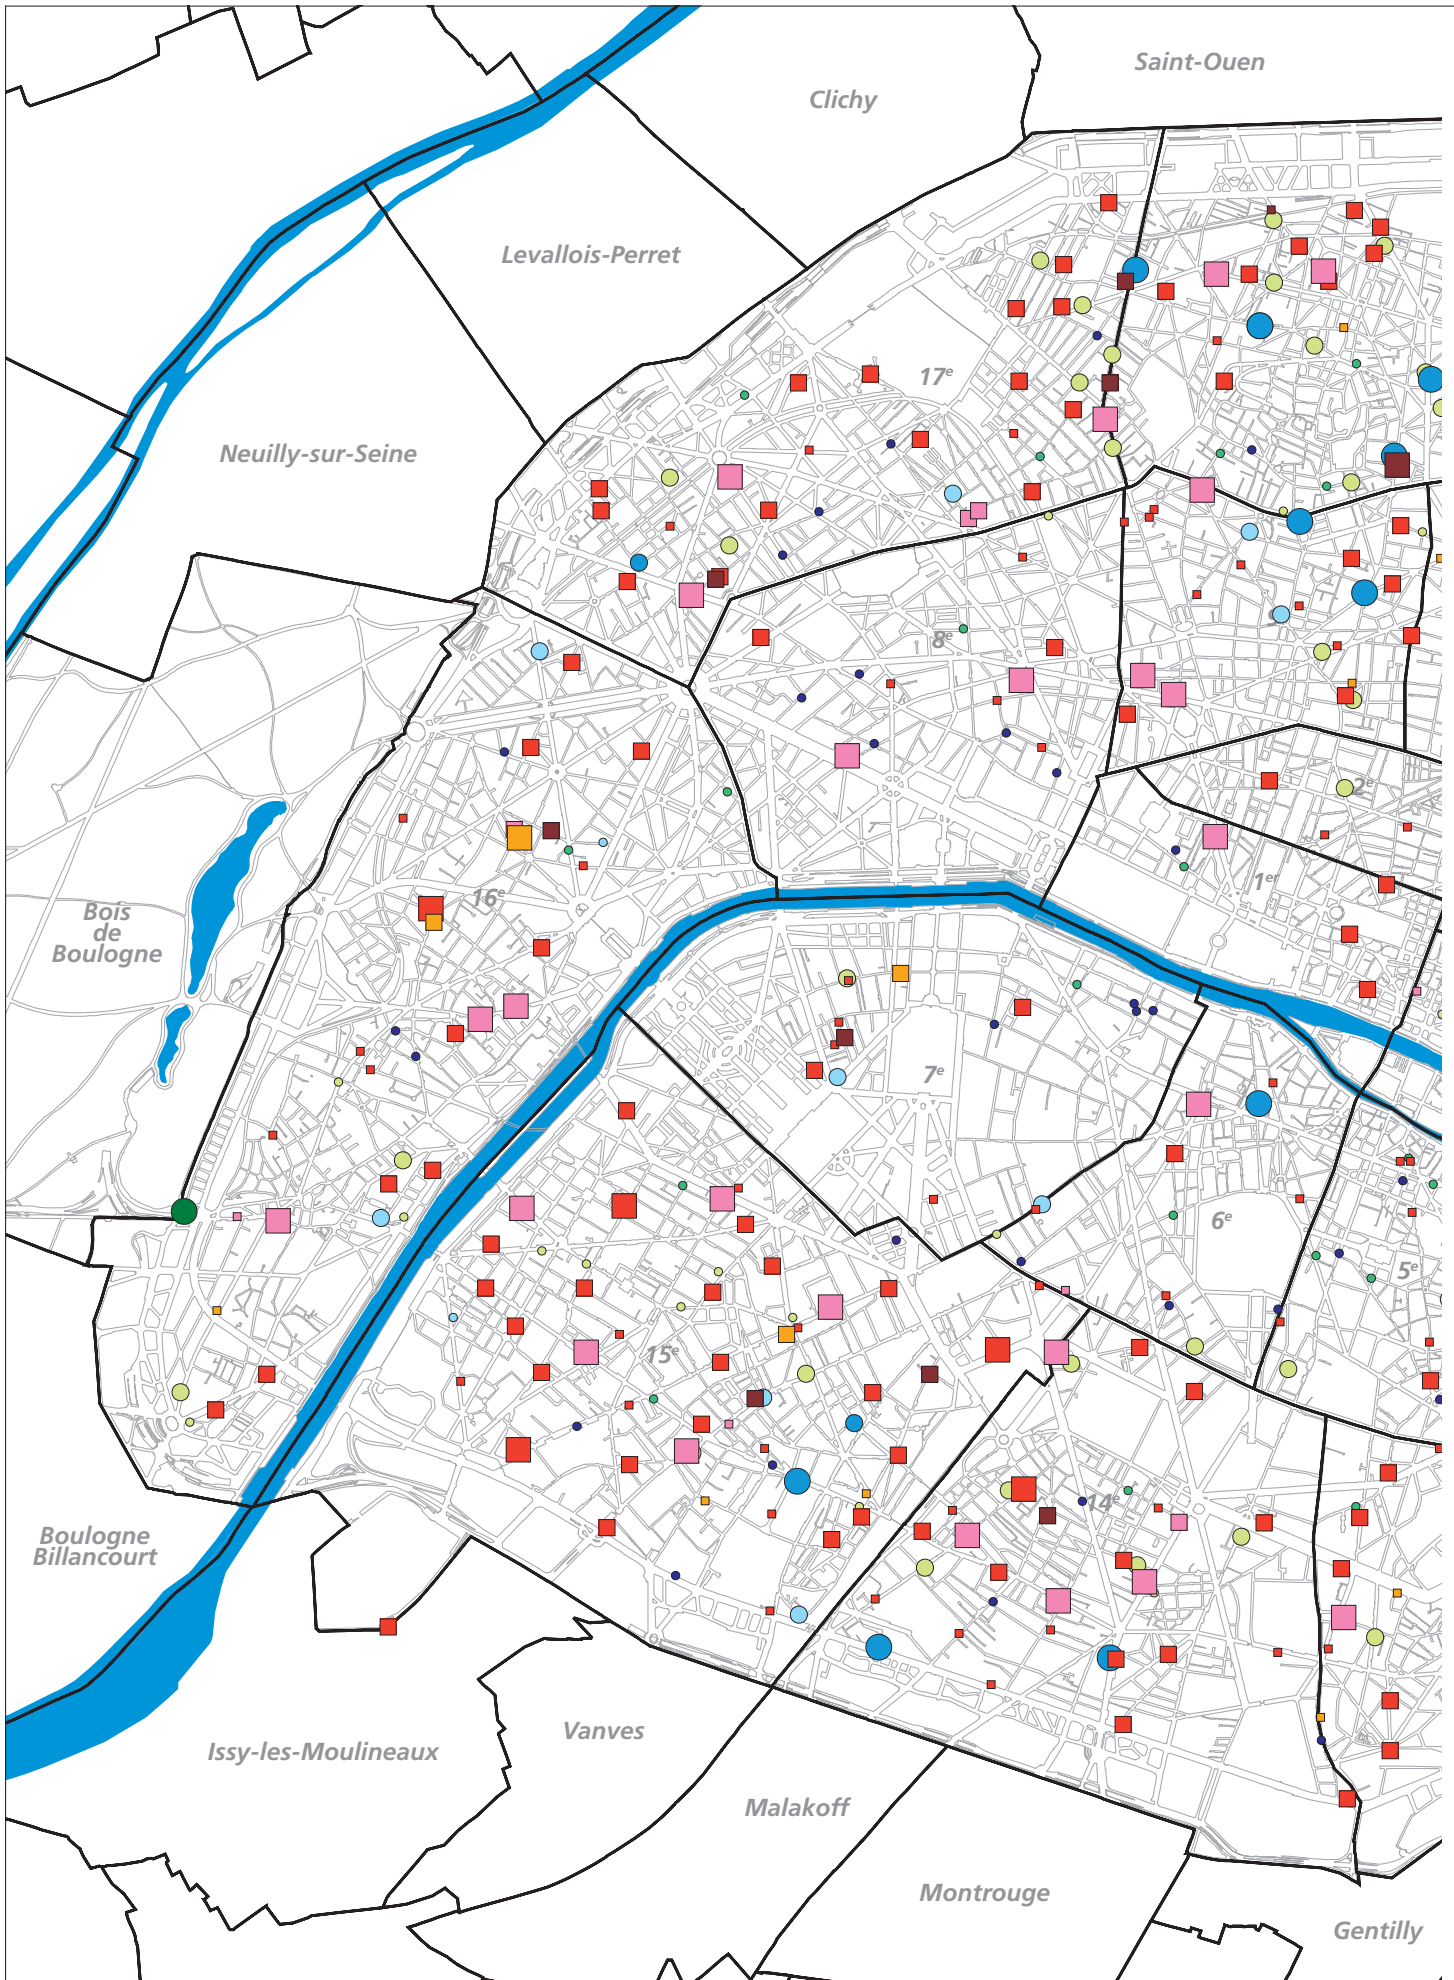 Saint-Ouen
Clichy
Levallois-Perret
17e
Neuilly-sur-Seine
8e
2e
1er
16e
Bois
de
Boulogne
7e
6e
5e
15e
14e
Boulogne
Billancourt
Vanves
Issy-les-Moulineaux
Malakoff
Montrouge
Gentilly